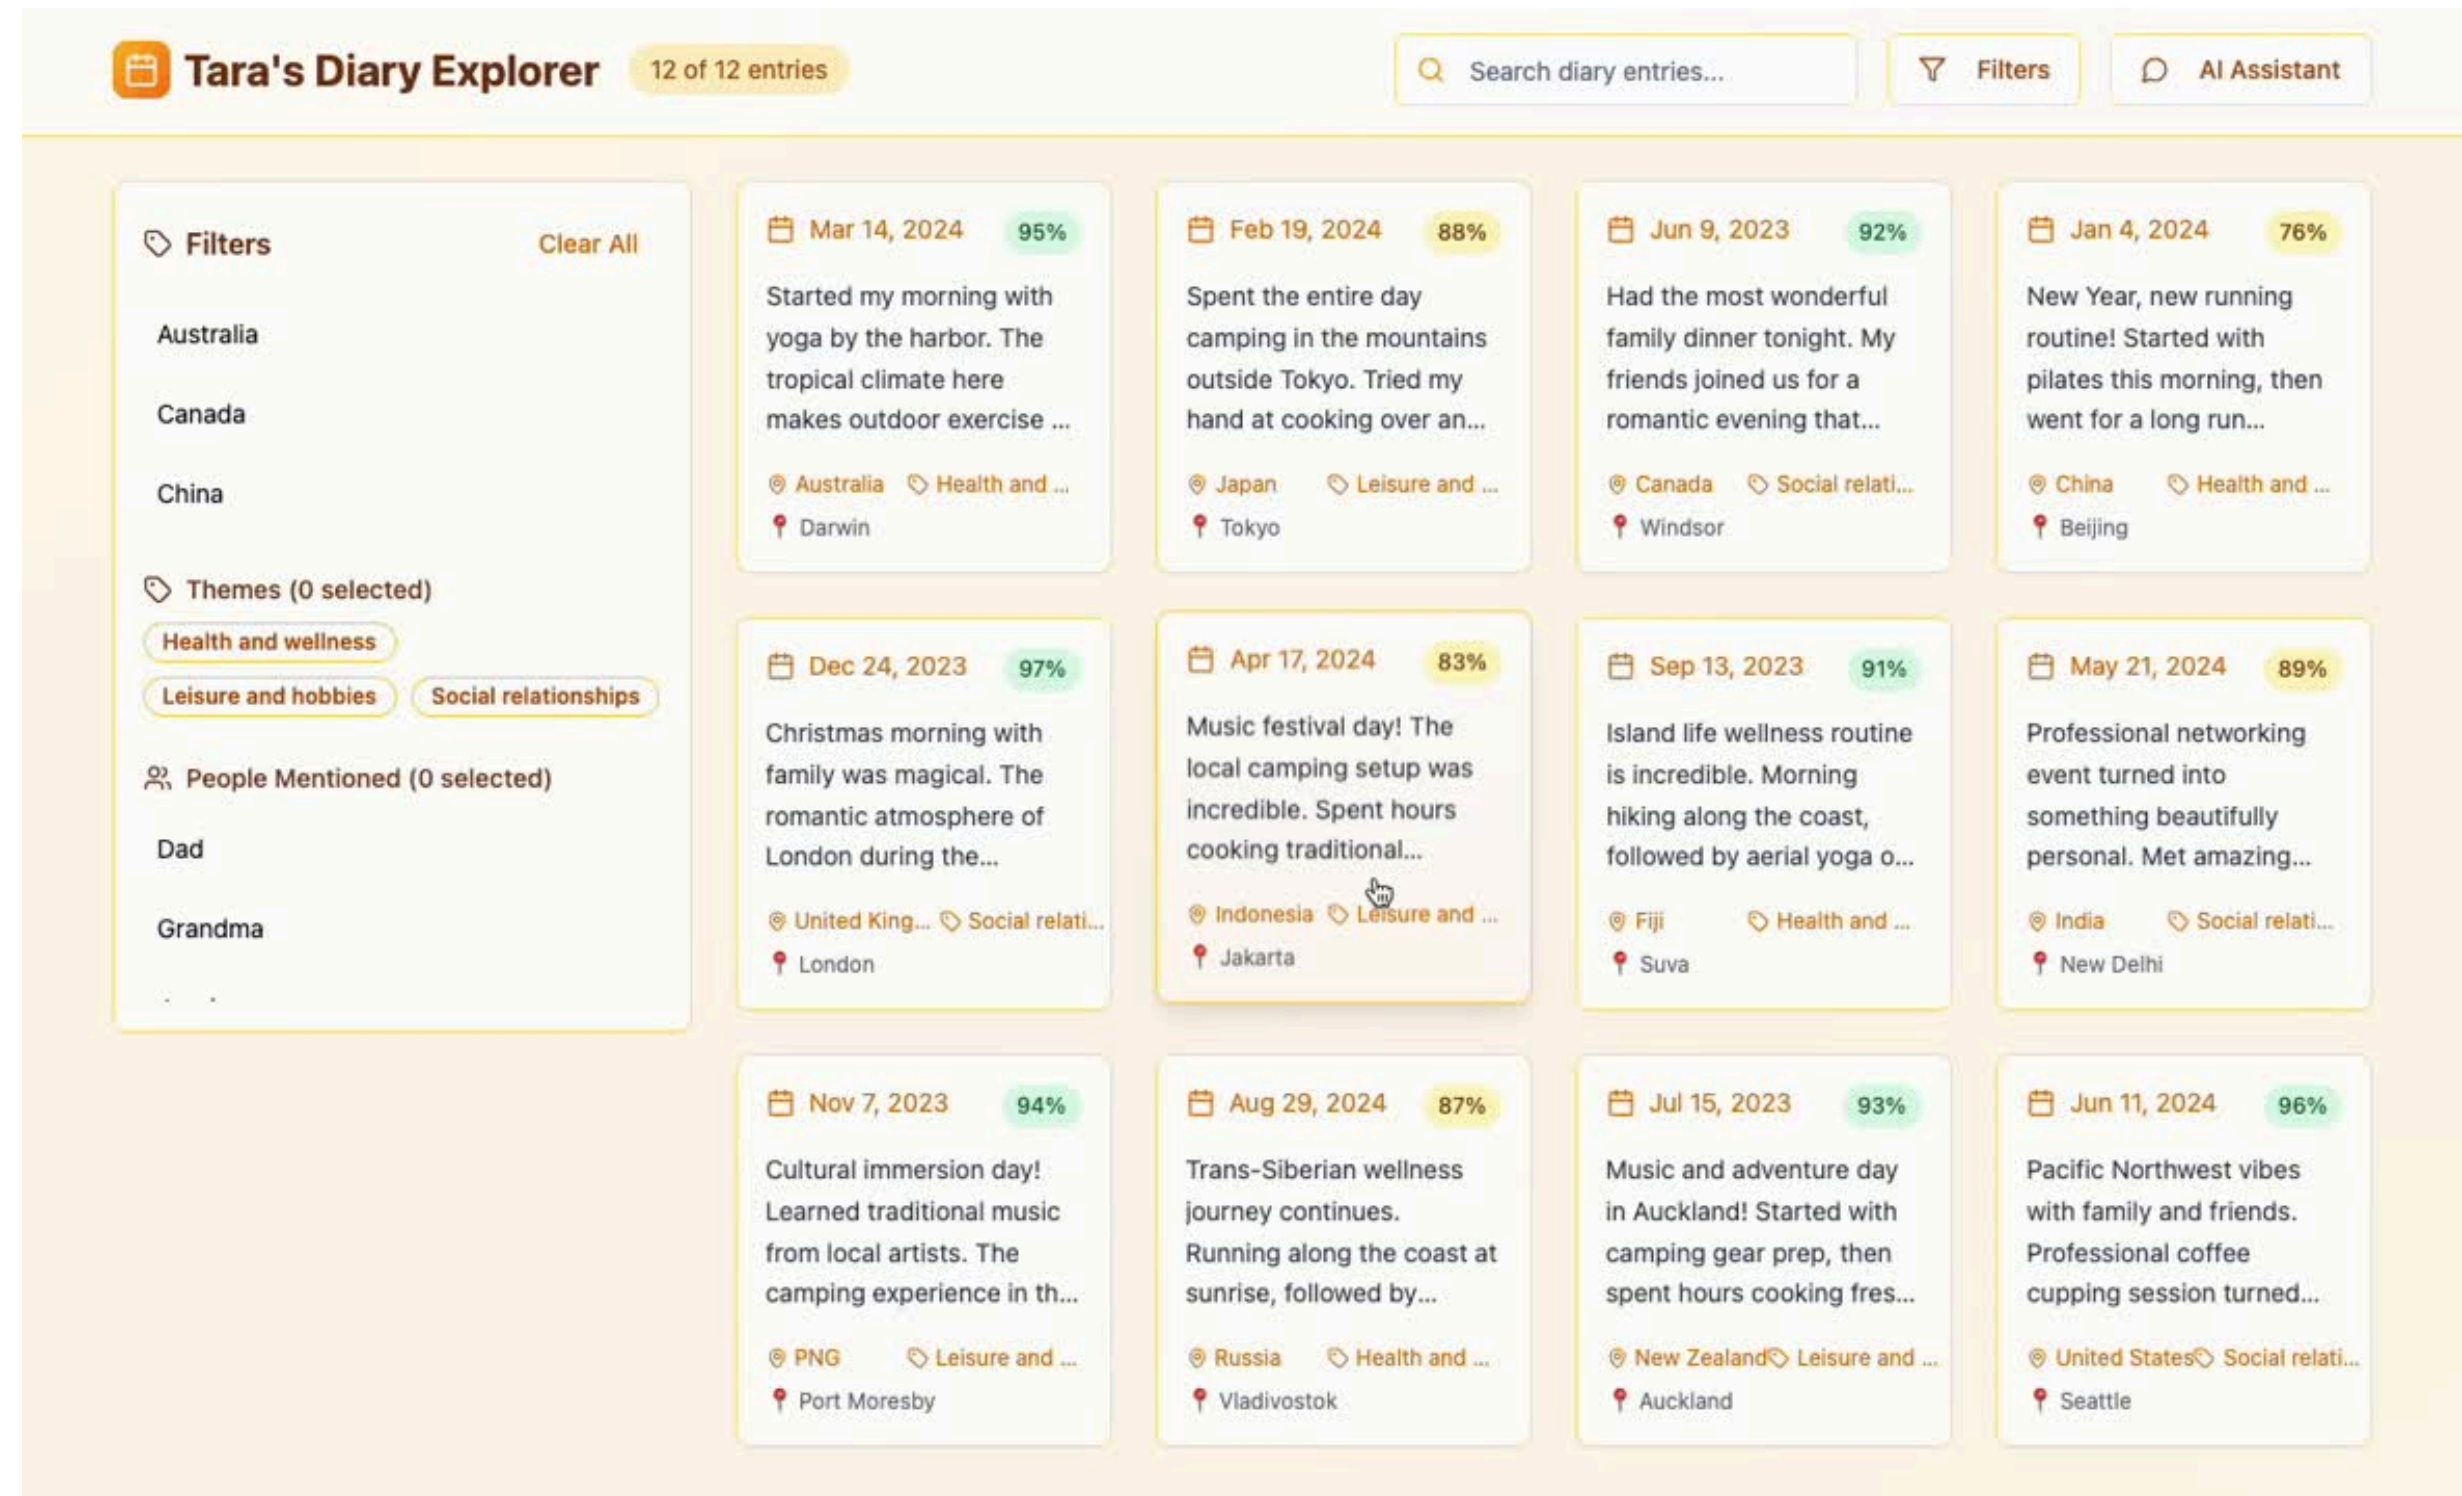 Tara's Diary Explorer
12 of 12 entries
Search diary entries...
Filters
AI Assistant
Filters
Clear All
Australia
Canada
China
Themes (0 selected)
Health and wellness
Leisure and hobbies
Social relationships
People Mentioned (0 selected)
Dad
Grandma
Mar 14, 2024
95%
Started my morning with
yoga by the harbor. The
tropical climate here
makes outdoor exercise ...
Australia
Health and ...
Darwin
Feb 19, 2024
88%
Spent the entire day
camping in the mountains
outside Tokyo. Tried my
hand at cooking over an...
Japan
Leisure and ...
Tokyo
Jun 9, 2023
92%
Had the most wonderful
family dinner tonight. My
friends joined us for a
romantic evening that...
Canada
Social relati...
Windsor
Jan 4, 2024
76%
New Year, new running
routine! Started with
pilates this morning, then
went for a long run...
China
Health and ...
Beijing
Dec 24, 2023
97%
Christmas morning with
family was magical. The
romantic atmosphere of
London during the...
United King...
Social relati...
London
Apr 17, 2024
83%
Music festival day! The
local camping setup was
incredible. Spent hours
cooking traditional...
Indonesia
Leisure and ...
Jakarta
Sep 13, 2023
91%
Island life wellness routine
is incredible. Morning
hiking along the coast,
followed by aerial yoga o...
Fiji
Health and ...
Suva
May 21, 2024
89%
Professional networking
event turned into
something beautifully
personal. Met amazing...
India
Social relati...
New Delhi
Nov 7, 2023
94%
Cultural immersion day!
Learned traditional music
from local artists. The
camping experience in th...
PNG
Leisure and ...
Port Moresby
Aug 29, 2024
87%
Trans-Siberian wellness
journey continues.
Running along the coast at
sunrise, followed by...
Russia
Health and ...
Vladivostok
Jul 15, 2023
93%
Music and adventure day
in Auckland! Started with
camping gear prep, then
spent hours cooking fres...
New Zealand
Leisure and ...
Auckland
Jun 11, 2024
96%
Pacific Northwest vibes
with family and friends.
Professional coffee
cupping session turned...
United States
Social relati...
Seattle